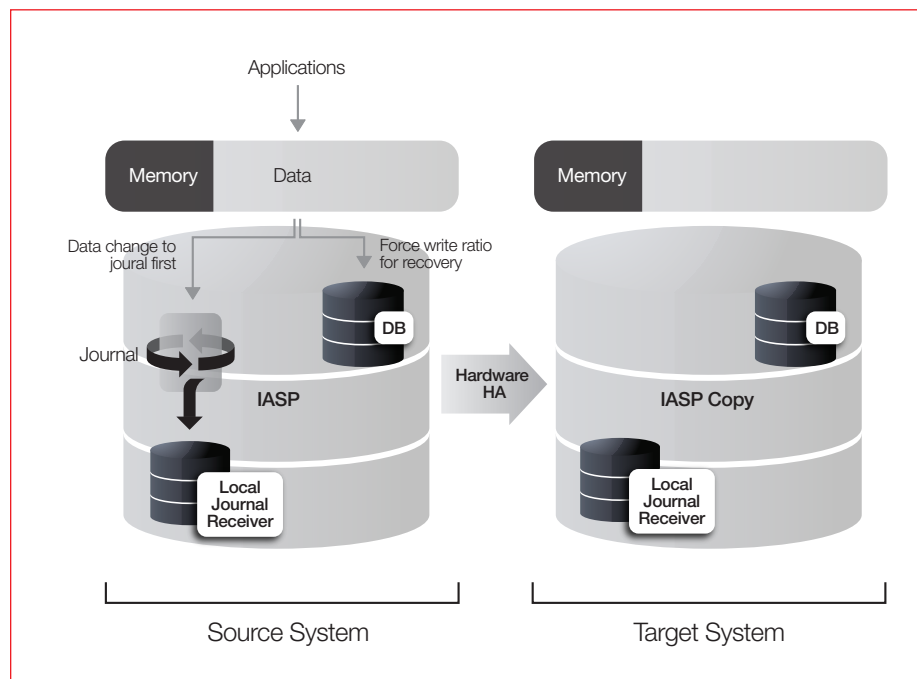 Applications
Memory
Data
Memory
Data change to
joural first
Force write ratio
for recovery
DB
DB
Journal
Hardware
HA
IASP
IASP Copy
Local
Journal
Receiver
Local
Journal
Receiver
Source System
Target System